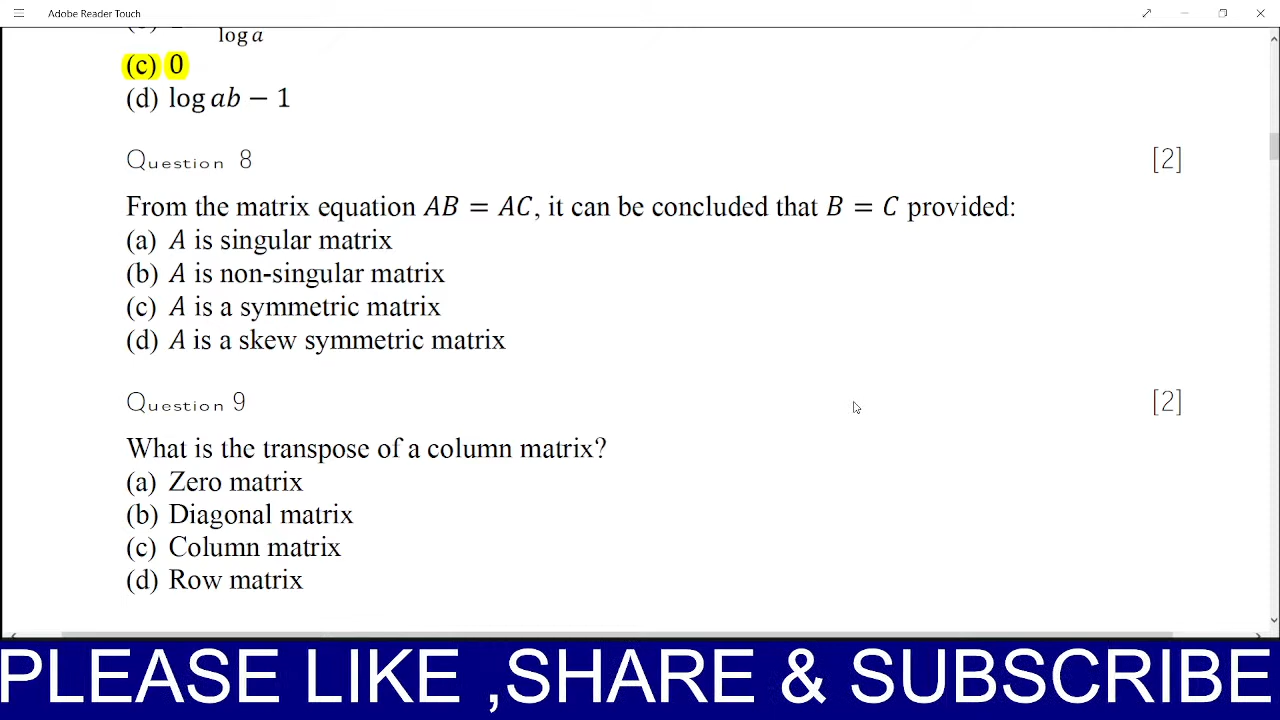 Adobe Reader Touch
log a
(c) 0
(d) log ab − 1
Question 8 [2]
From the matrix equation AB = AC, it can be concluded that B = C provided:
(a) A is singular matrix
(b) A is non-singular matrix
(c) A is a symmetric matrix
(d) A is a skew symmetric matrix
Question 9 [2]
What is the transpose of a column matrix?
(a) Zero matrix
(b) Diagonal matrix
(c) Column matrix
(d) Row matrix
PLEASE LIKE ,SHARE & SUBSCRIBE